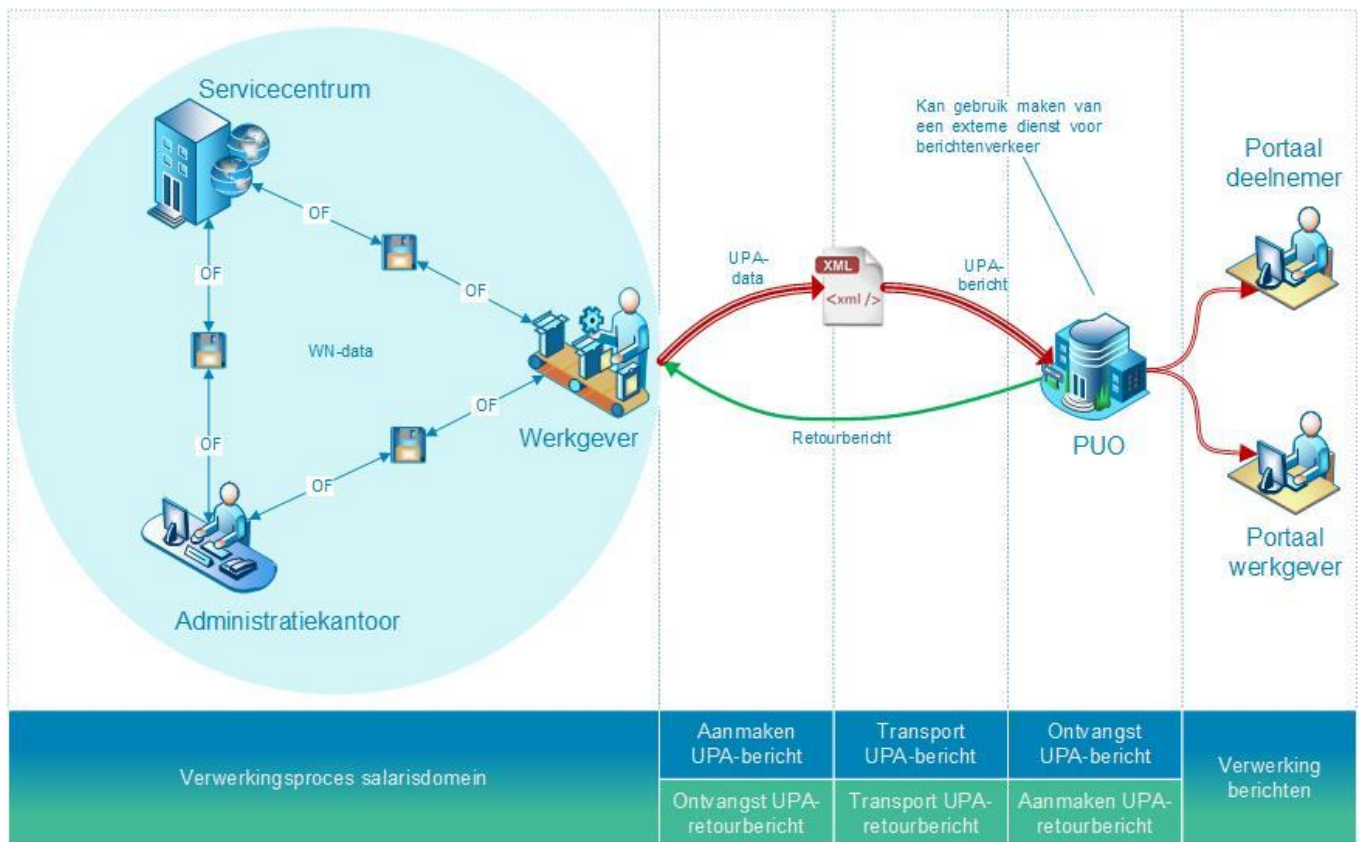 Servicecentrum
OF
OF
OF
WN-data
OF
OF
OF
Werkgever
Administratiekantoor
UPA-
data
XML
<xml />
UPA-
bericht
Retourbericht
Kan gebruik maken van
een externe dienst voor
berichtenverkeer
PUO
Portaal
deelnemer
Portaal
werkgever
Verwerkingsproces salarisdomein
Aanmaken
UPA-bericht
Transport
UPA-bericht
Ontvangst
UPA-bericht
Ontvangst UPA-
retourbericht
Transport UPA-
retourbericht
Aanmaken UPA-
retourbericht
Verwerking
berichten